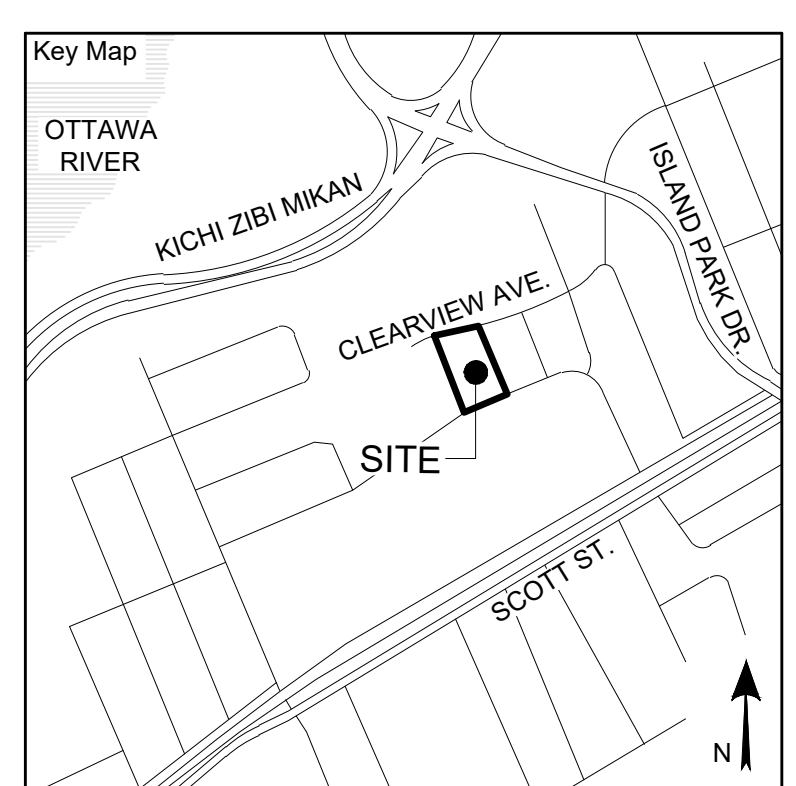 Key Map
OTTAWA
RIVER
KICHI ZIBI MIKAN
ISLAND PARK DR.
CLEARVIEW AVE.
SITE
SCOTT ST.
N